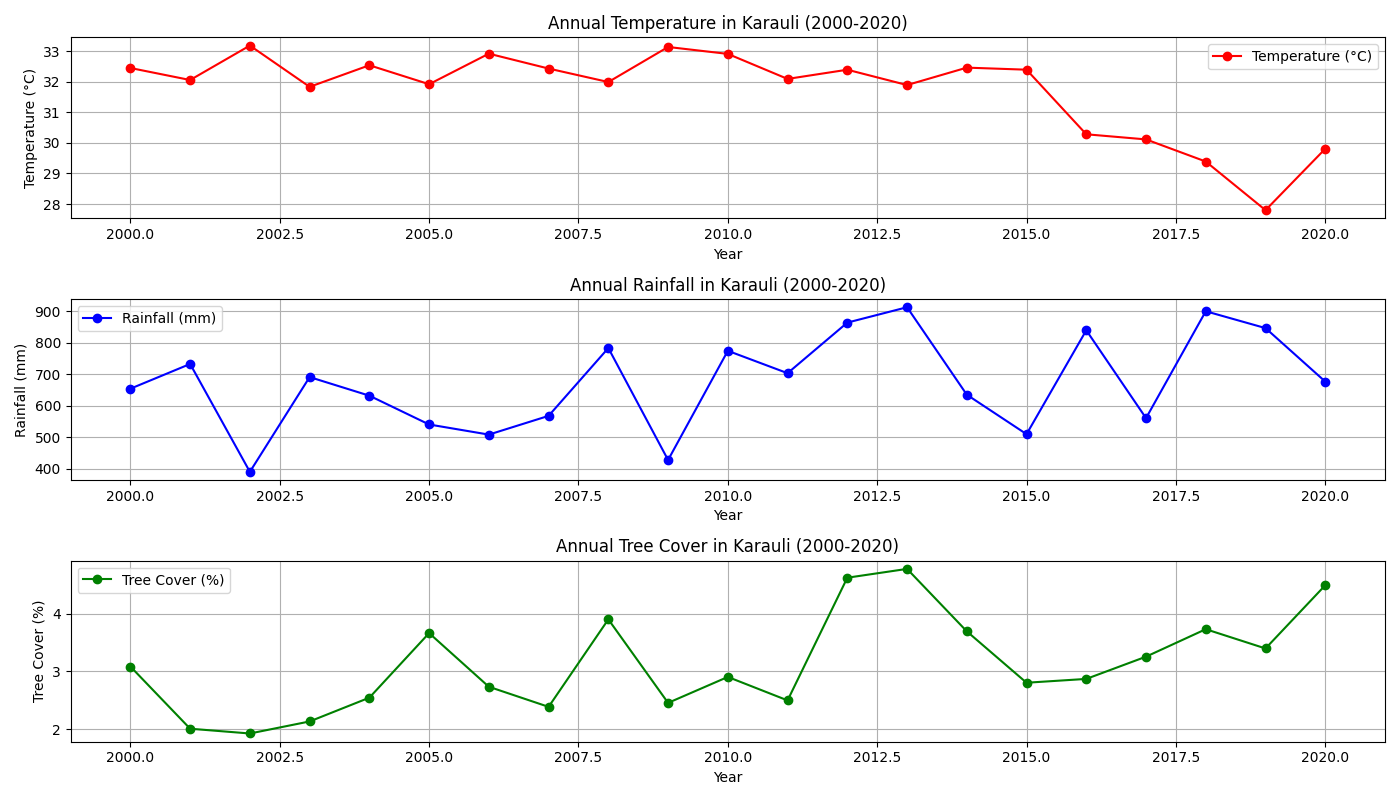 Annual Temperature in Karauli (2000-2020)
Temperature (°C)
33
32
31
30
29
28
Temperature (°C)
2000.0 2002.5 2005.0 2007.5 2010.0 2012.5 2015.0 2017.5 2020.0
Year
Annual Rainfall in Karauli (2000-2020)
Rainfall (mm)
900
800
700
600
500
400
Rainfall (mm)
2000.0 2002.5 2005.0 2007.5 2010.0 2012.5 2015.0 2017.5 2020.0
Year
Annual Tree Cover in Karauli (2000-2020)
Tree Cover (%)
4
3
2
Tree Cover (%)
2000.0 2002.5 2005.0 2007.5 2010.0 2012.5 2015.0 2017.5 2020.0
Year